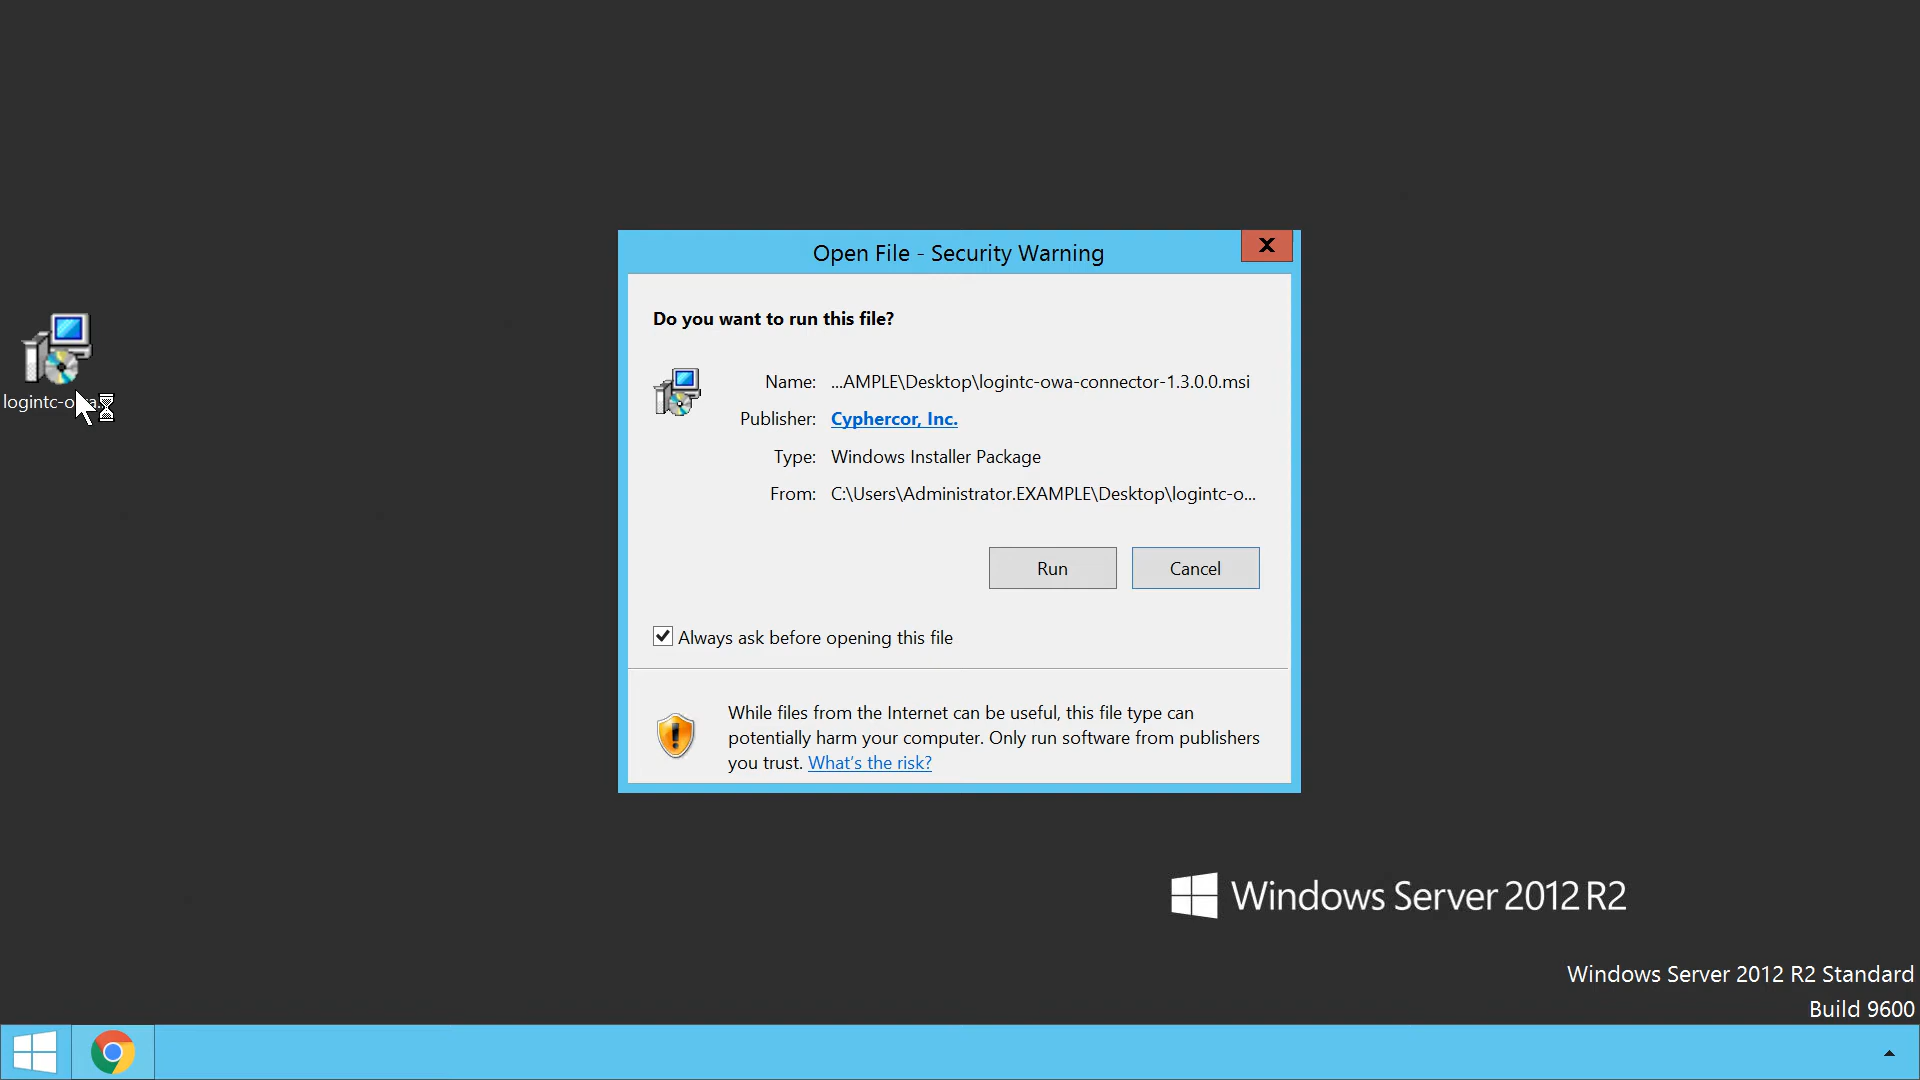 Open File - Security Warning
X
Do you want to run this file?
Name: ...AMPLE\Desktop\logintc-owa-connector-1.3.0.0.msi
Publisher: Cyphercor, Inc.
Type: Windows Installer Package
From: C:\Users\Administrator.EXAMPLE\Desktop\logintc-o...
Run Cancel
Always ask before opening this file
While files from the Internet can be useful, this file type can
potentially harm your computer. Only run software from publishers
you trust. What's the risk?
logintc-o
Windows Server 2012 R2
Windows Server 2012 R2 Standard
Build 9600